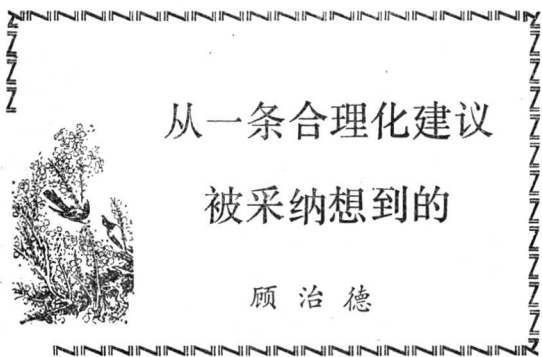 从一条合理化建议
被采纳想到的
顾治德